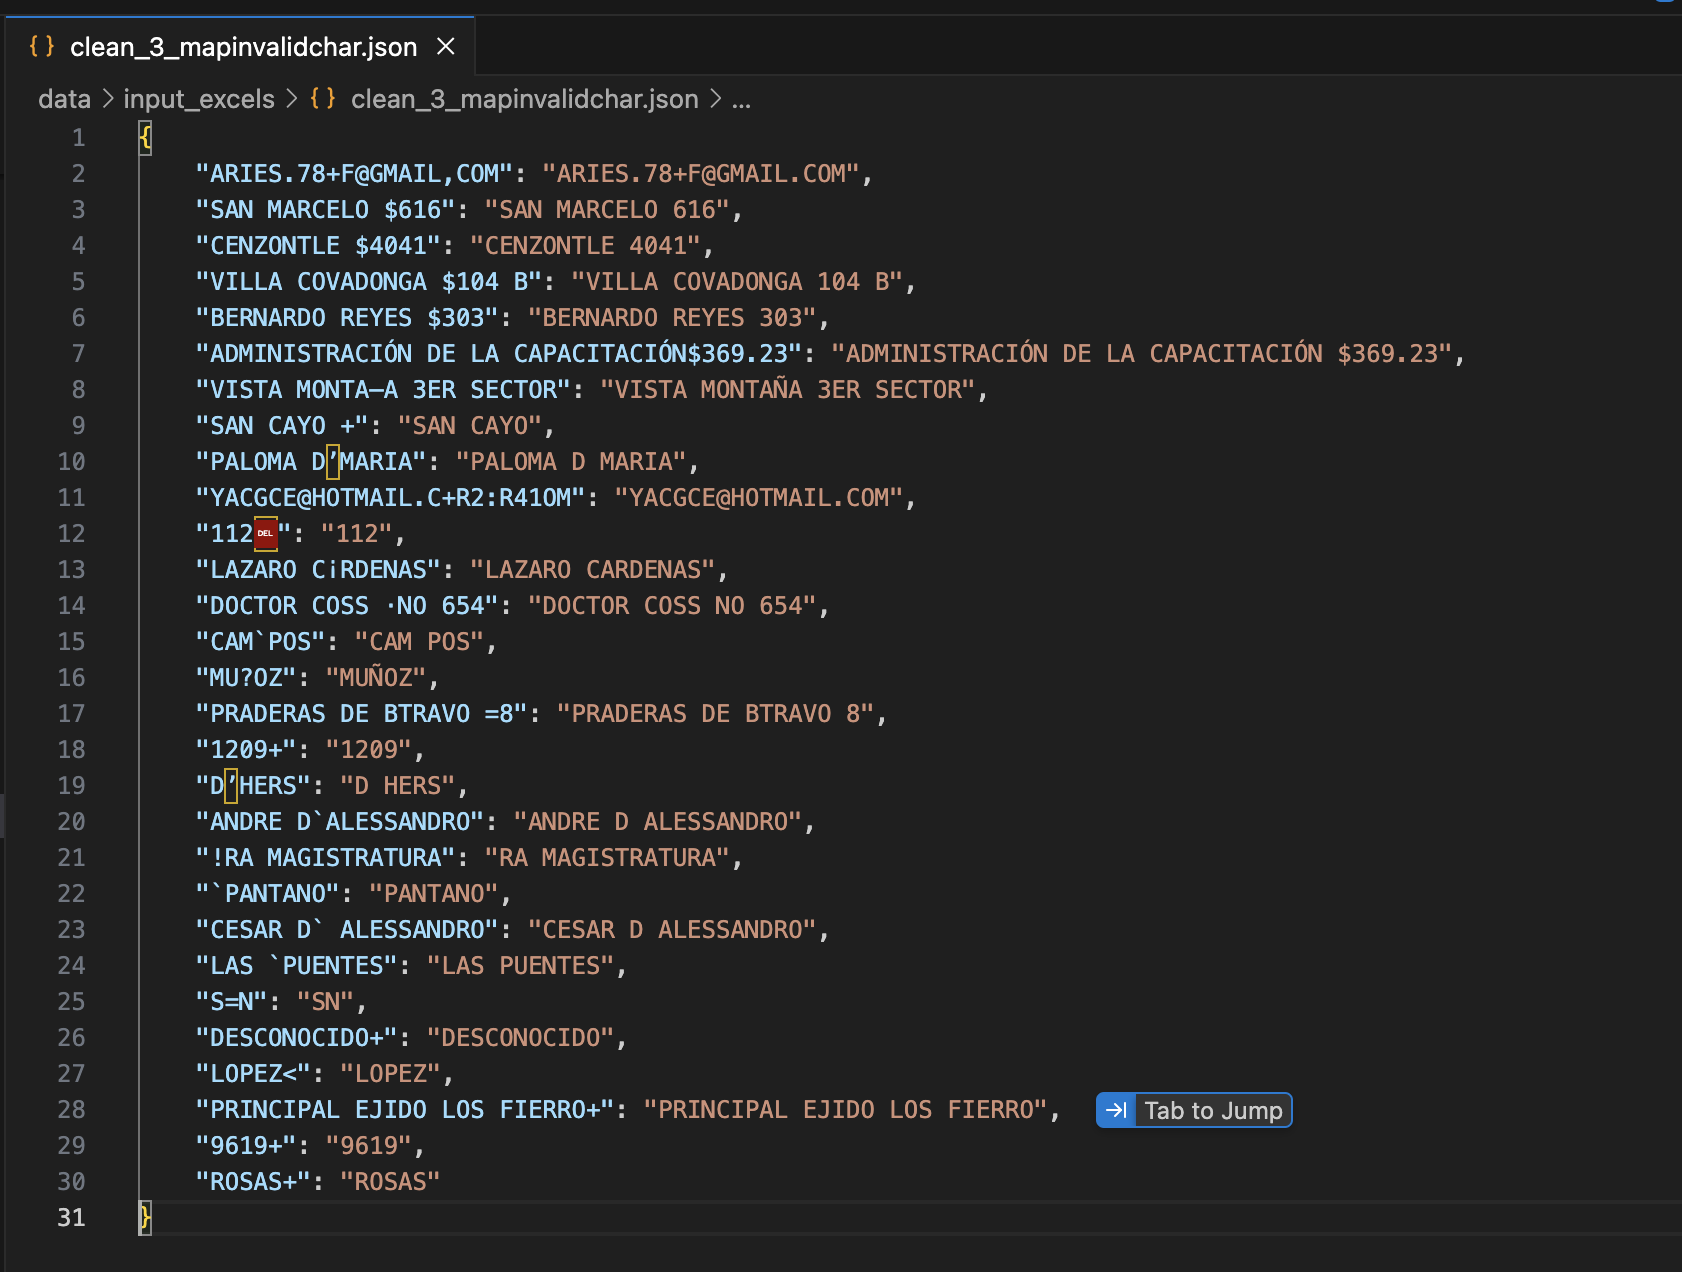 {} clean_3_mapinvalidchar.json ×
data > input_excels > {} clean_3_mapinvalidchar.json > ...
1 {
2 "ARIES.78+F@GMAIL,COM": "ARIES.78+F@GMAIL.COM",
3 "SAN MARCELO $616": "SAN MARCELO 616",
4 "CENZONTLE $4041": "CENZONTLE 4041",
5 "VILLA COVADONGA $104 B": "VILLA COVADONGA 104 B",
6 "BERNARDO REYES $303": "BERNARDO REYES 303",
7 "ADMINISTRACIÓN DE LA CAPACITACIÓN$369.23": "ADMINISTRACIÓN DE LA CAPACITACIÓN $369.23",
8 "VISTA MONTA—A 3ER SECTOR": "VISTA MONTAÑA 3ER SECTOR",
9 "SAN CAYO +": "SAN CAYO",
10 "PALOMA D’MARIA": "PALOMA D MARIA",
11 "YACGCE@HOTMAIL.C+R2:R41OM": "YACGCE@HOTMAIL.COM",
12 "112DEL": "112",
13 "LAZARO C¡RDENAS": "LAZARO CARDENAS",
14 "DOCTOR COSS ·NO 654": "DOCTOR COSS NO 654",
15 "CAM`POS": "CAM POS",
16 "MU?OZ": "MUÑOZ",
17 "PRADERAS DE BTRAVO =8": "PRADERAS DE BTRAVO 8",
18 "1209+": "1209",
19 "D’HERS": "D HERS",
20 "ANDRE D`ALESSANDRO": "ANDRE D ALESSANDRO",
21 "!RA MAGISTRATURA": "RA MAGISTRATURA",
22 "`PANTANO": "PANTANO",
23 "CESAR D` ALESSANDRO": "CESAR D ALESSANDRO",
24 "LAS `PUENTES": "LAS PUENTES",
25 "S=N": "SN",
26 "DESCONOCIDO+": "DESCONOCIDO",
27 "LOPEZ<": "LOPEZ",
28 "PRINCIPAL EJIDO LOS FIERRO+": "PRINCIPAL EJIDO LOS FIERRO", Tab to Jump
29 "9619+": "9619",
30 "ROSAS+": "ROSAS"
31 }